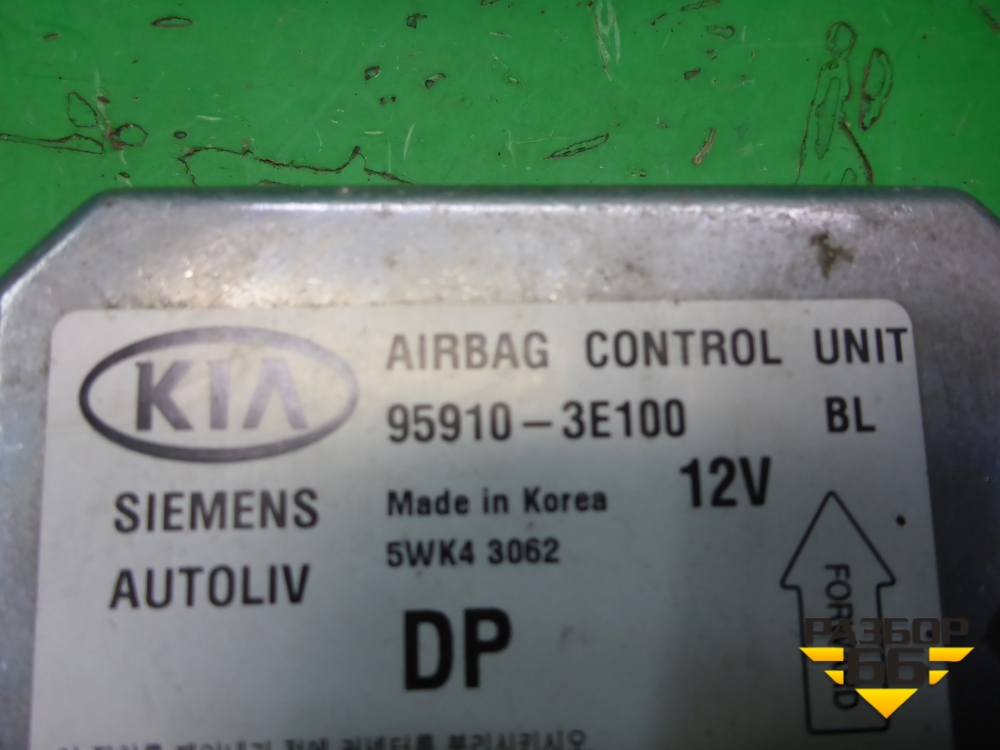 KIA
AIRBAG CONTROL UNIT
95910-3E100 BL
SIEMENS
AUTOLIV
Made in Korea
12V
5WK4 3062
DP
РАЗБОР
66